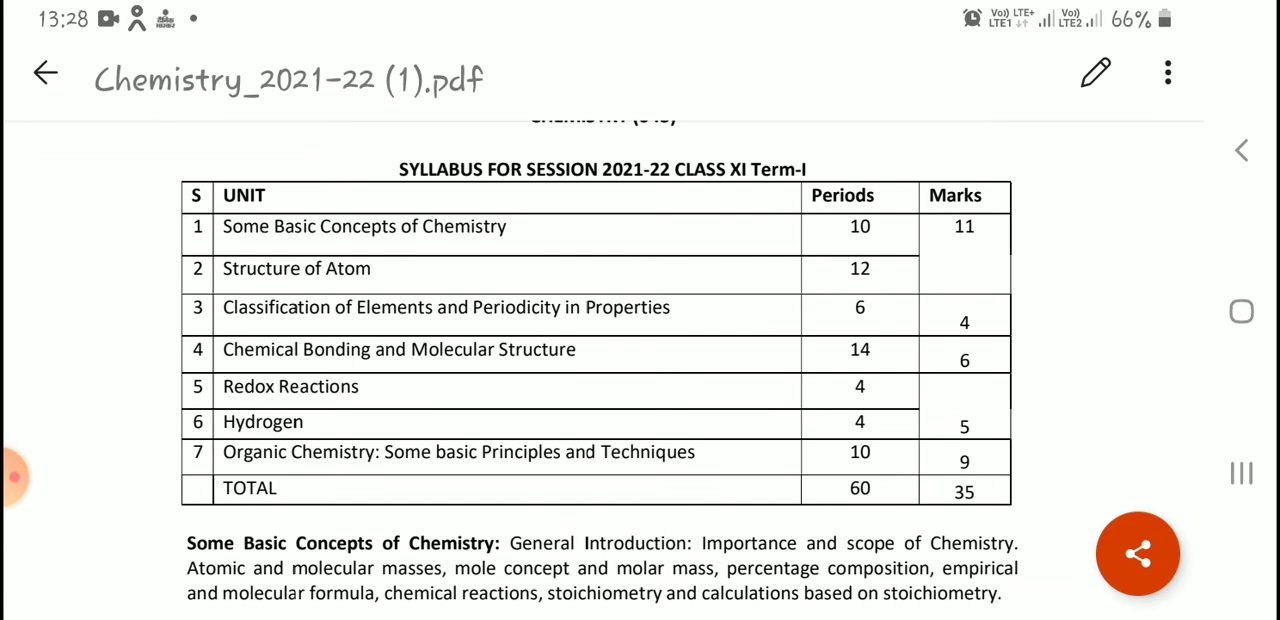 13:28 Vo)) LTE+ LTE1 Vo)) LTE2 66%
Chemistry_2021-22 (1).pdf
SYLLABUS FOR SESSION 2021-22 CLASS XI Term-I
S UNIT Periods Marks
1 Some Basic Concepts of Chemistry 10 11
2 Structure of Atom 12
3 Classification of Elements and Periodicity in Properties 6 4
4 Chemical Bonding and Molecular Structure 14 6
5 Redox Reactions 4
6 Hydrogen 4 5
7 Organic Chemistry: Some basic Principles and Techniques 10 9
TOTAL 60 35
Some Basic Concepts of Chemistry: General Introduction: Importance and scope of Chemistry.
Atomic and molecular masses, mole concept and molar mass, percentage composition, empirical
and molecular formula, chemical reactions, stoichiometry and calculations based on stoichiometry.